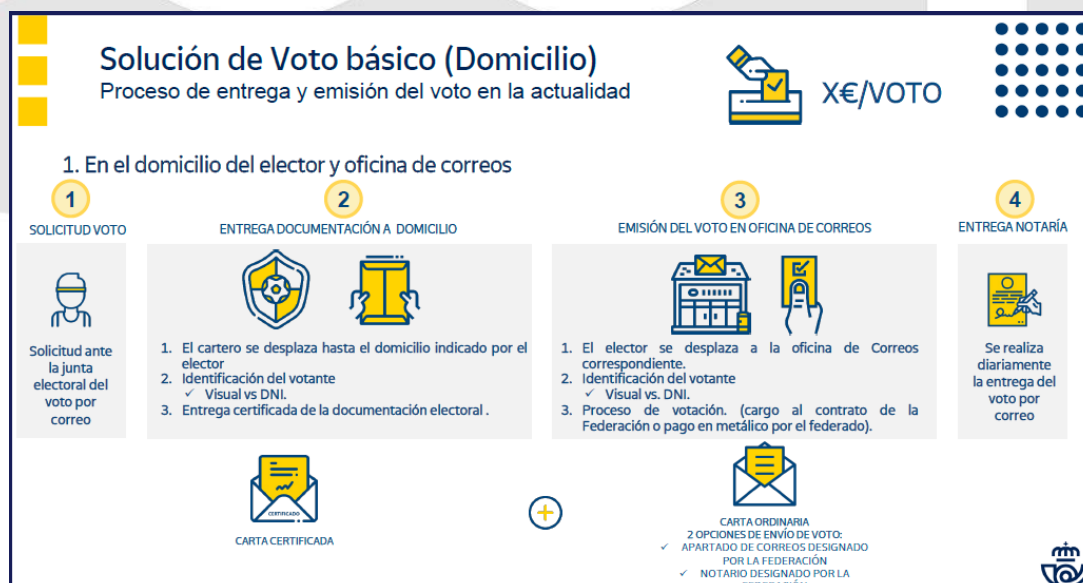 Solución de Voto básico (Domicilio)
Proceso de entrega y emisión del voto en la actualidad
X€/VOTO
1. En el domicilio del elector y oficina de correos
1
SOLICITUD VOTO
Solicitud ante
la junta
electoral del
voto por
correo
2
ENTREGA DOCUMENTACIÓN A DOMICILIO
1. El cartero se desplaza hasta el domicilio indicado por el
elector
2. Identificación del votante
✓ Visual vs DNI.
3. Entrega certificada de la documentación electoral .
3
EMISIÓN DEL VOTO EN OFICINA DE CORREOS
1. El elector se desplaza a la oficina de Correos
correspondiente.
2. Identificación del votante
✓ Visual vs. DNI.
3. Proceso de votación. (cargo al contrato de la
Federación o pago en metálico por el federado).
4
ENTREGA NOTARÍA
Se realiza
diariamente
la entrega del
voto por
correo
CERTIFICADO
CARTA CERTIFICADA
+
CARTA ORDINARIA
2 OPCIONES DE ENVÍO DE VOTO:
✓ APARTADO DE CORREOS DESIGNADO
POR LA FEDERACIÓN
✓ NOTARIO DESIGNADO POR LA